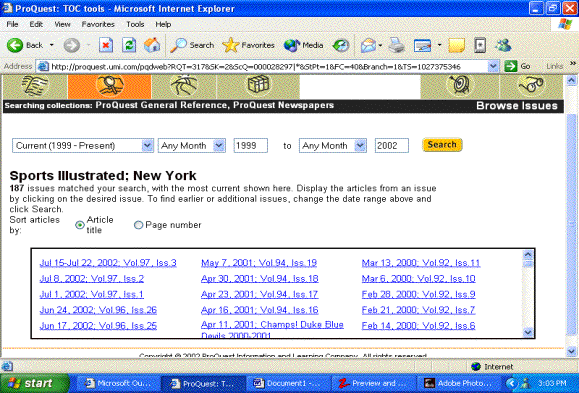 ProQuest: TOC tools - Microsoft Internet Explorer
File Edit View Favorites Tools Help
Back Search Favorites Media
Address http://proquest.umi.com/pqdweb?RQT=317&SK=2&ScQ=000028297|*&StPt=1&FC=40&Branch=1&TS=1027375346 Go Links »
Searching collections: ProQuest General Reference, ProQuest Newspapers Browse Issues
Current (1999 - Present) Any Month 1999 to Any Month 2002 Search
Sports Illustrated; New York
187 issues matched your search, with the most current shown here. Display the articles from an issue
by clicking on the desired issue. To find earlier or additional issues, change the date range above and
click Search.
Sort articles by: Article title Page number
Jul 15-Jul 22, 2002; Vol.97, Iss.3 May 7, 2001; Vol.94, Iss.19 Mar 13, 2000; Vol.92, Iss.11
Jul 8, 2002; Vol.97, Iss.2 Apr 30, 2001; Vol.94, Iss.18 Mar 6, 2000; Vol.92, Iss.10
Jul 1, 2002; Vol.97, Iss.1 Apr 23, 2001; Vol.94, Iss.17 Feb 28, 2000; Vol.92, Iss.9
Jun 24, 2002; Vol.96, Iss.26 Apr 16, 2001; Vol.94, Iss.16 Feb 21, 2000; Vol.92, Iss.7
Jun 17, 2002; Vol.96, Iss.25 Apr 11, 2001; Champs! Duke Blue Feb 14, 2000; Vol.92, Iss.6
Devils 2000-2001
Copyright © 2002 ProQuest Information and Learning Company. All rights reserved.
Internet
start Microsoft Ou... ProQuest: T... Document1 -... Preview and ... Adobe Photo... 3:03 PM